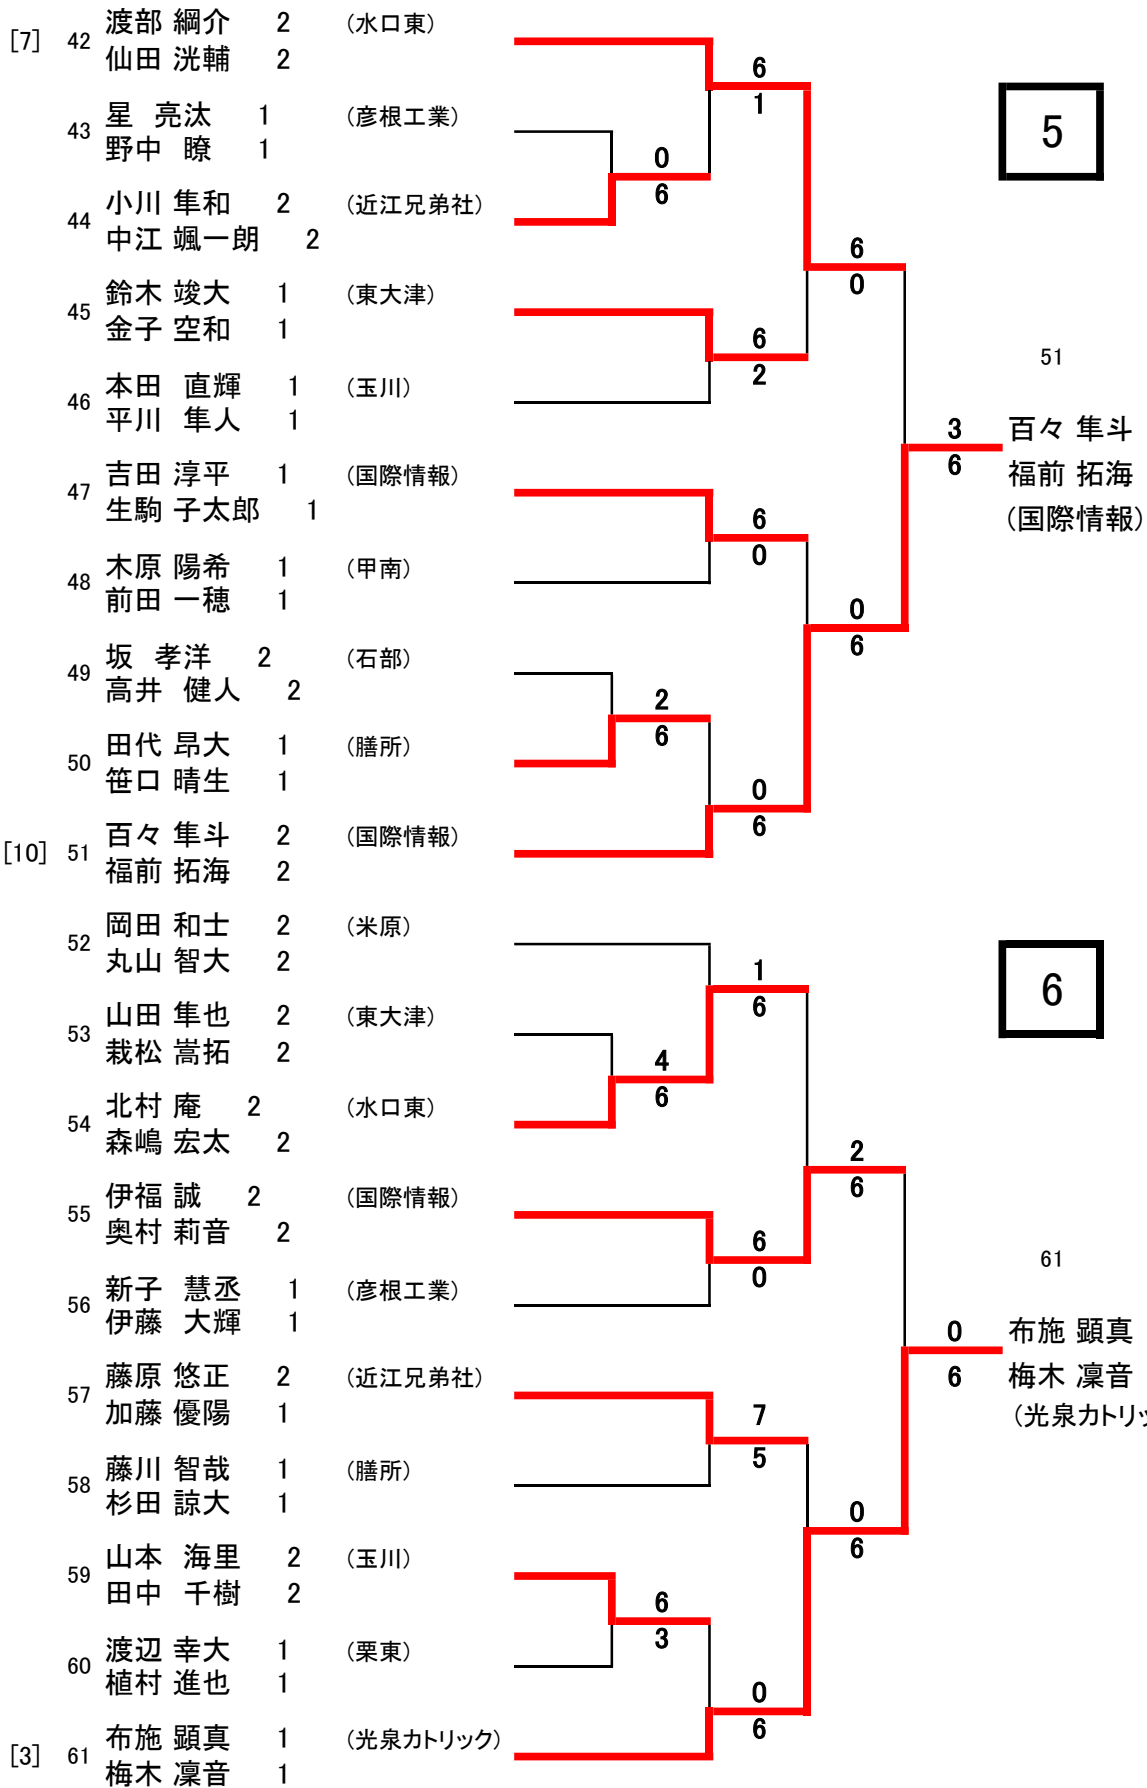 [7] 42 渡部 綱介 2 (水口東)
仙田 洸輔 2
6
1
5
43 星 亮汰 1 (彦根工業)
野中 瞭 1
0
6
44 小川 隼和 2 (近江兄弟社)
中江 颯一朗 2
6
0
45 鈴木 竣大 1 (東大津)
金子 空和 1
6
2
51
46 本田 直輝 1 (玉川)
平川 隼人 1
3
6
百々 隼斗
福前 拓海
(国際情報)
47 吉田 淳平 1 (国際情報)
生駒 子太郎 1
6
0
48 木原 陽希 1 (甲南)
前田 一穂 1
0
6
49 坂 孝洋 2 (石部)
高井 健人 2
2
6
50 田代 昂大 1 (膳所)
笹口 晴生 1
0
6
[10] 51 百々 隼斗 2 (国際情報)
福前 拓海 2
52 岡田 和士 2 (米原)
丸山 智大 2
1
6
6
53 山田 隼也 2 (東大津)
栽松 嵩拓 2
4
6
54 北村 庵 2 (水口東)
森嶋 宏太 2
2
6
55 伊福 誠 2 (国際情報)
奥村 莉音 2
6
0
61
56 新子 慧丞 1 (彦根工業)
伊藤 大輝 1
0
6
布施 顕真
梅木 凜音
(光泉カトリッ
57 藤原 悠正 2 (近江兄弟社)
加藤 優陽 1
7
5
58 藤川 智哉 1 (膳所)
杉田 諒大 1
0
6
59 山本 海里 2 (玉川)
田中 千樹 2
6
3
60 渡辺 幸大 1 (栗東)
植村 進也 1
0
6
[3] 61 布施 顕真 1 (光泉カトリック)
梅木 凜音 1